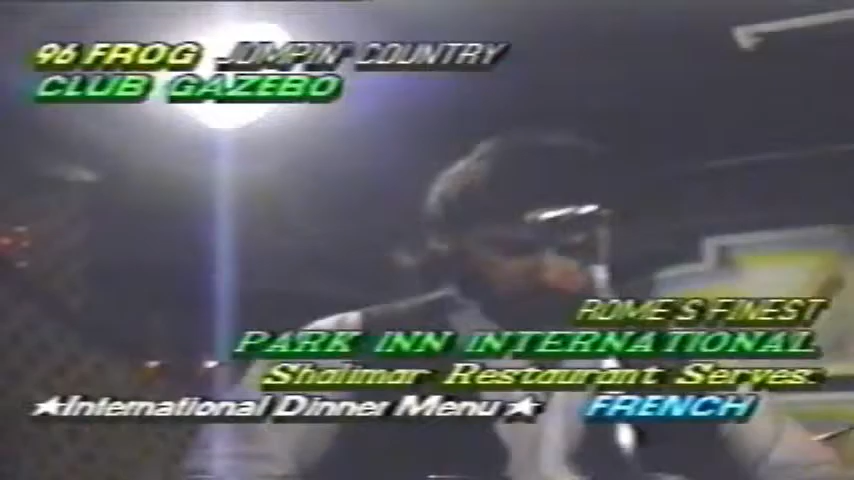 96 FROG JUMPIN' COUNTRY
CLUB GAZEBO
ROME'S FINEST
PARK INN INTERNATIONAL
Shalimar Restaurant Serves:
★International Dinner Menu★ FRENCH